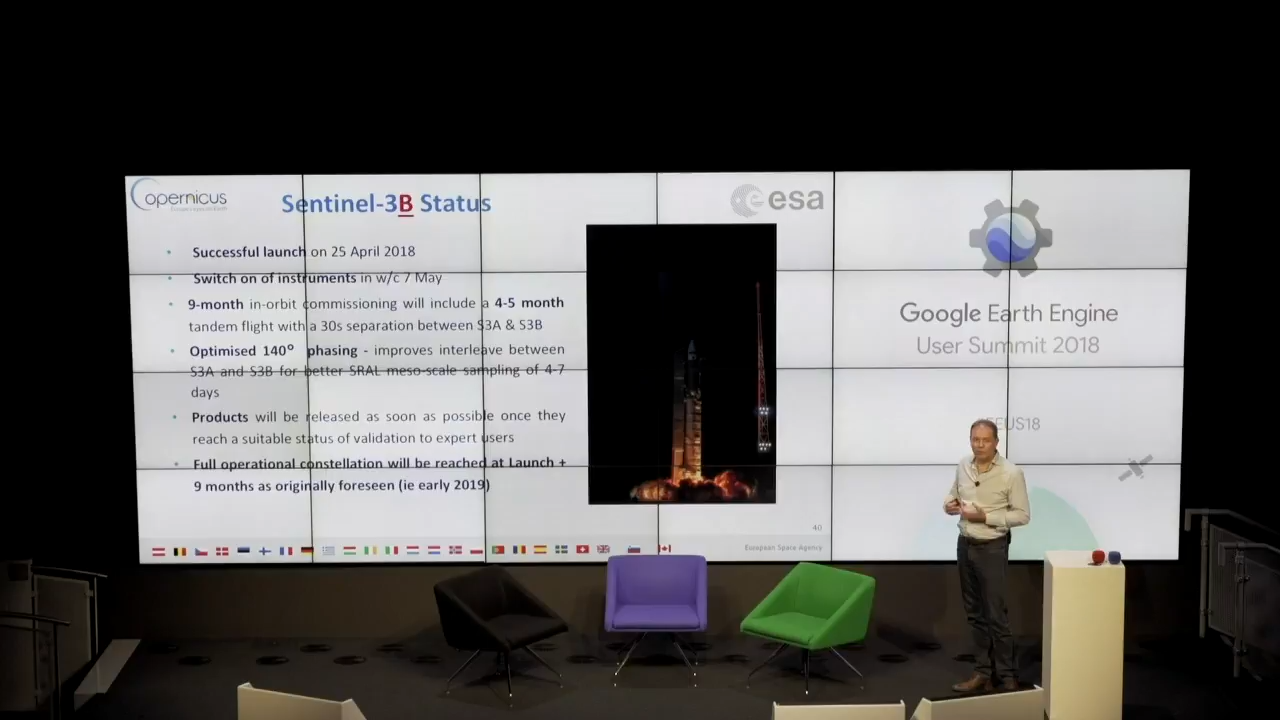 opernicus
Sentinel-3B Status
esa
Successful launch on 25 April 2018
Switch on of instruments in w/c 7 May
9-month in-orbit commissioning will include a 4-5 month
tandem flight with a 30s separation between S3A & S3B
Optimised 140° phasing - improves interleave between
S3A and S3B for better SRAL meso-scale sampling of 4-7
days
Products will be released as soon as possible once they
reach a suitable status of validation to expert users
Full operational constellation will be reached at Launch +
9 months as originally foreseen (ie early 2019)
40
European Space Agency
Google Earth Engine
User Summit 2018
EUS18